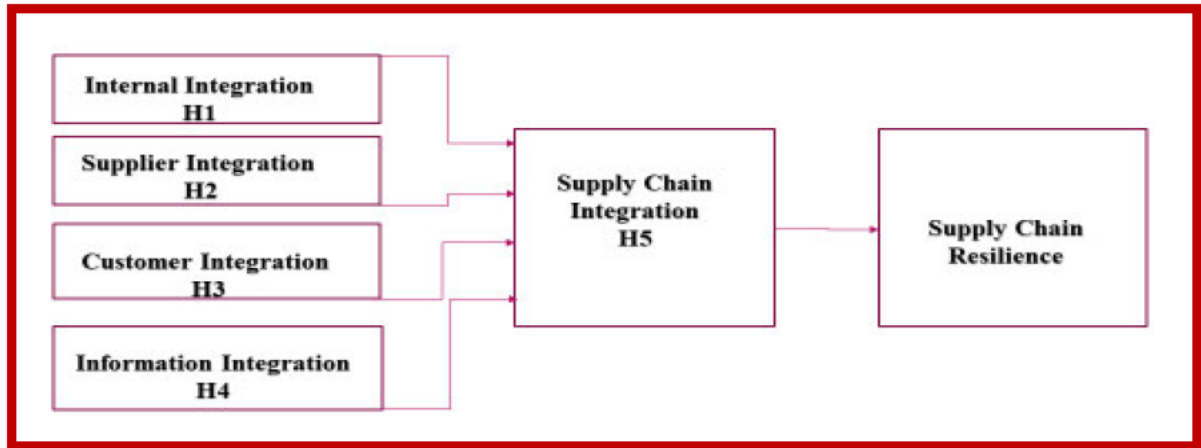 Internal Integration
H1
Supplier Integration
H2
Customer Integration
H3
Information Integration
H4
Supply Chain
Integration
H5
Supply Chain
Resilience